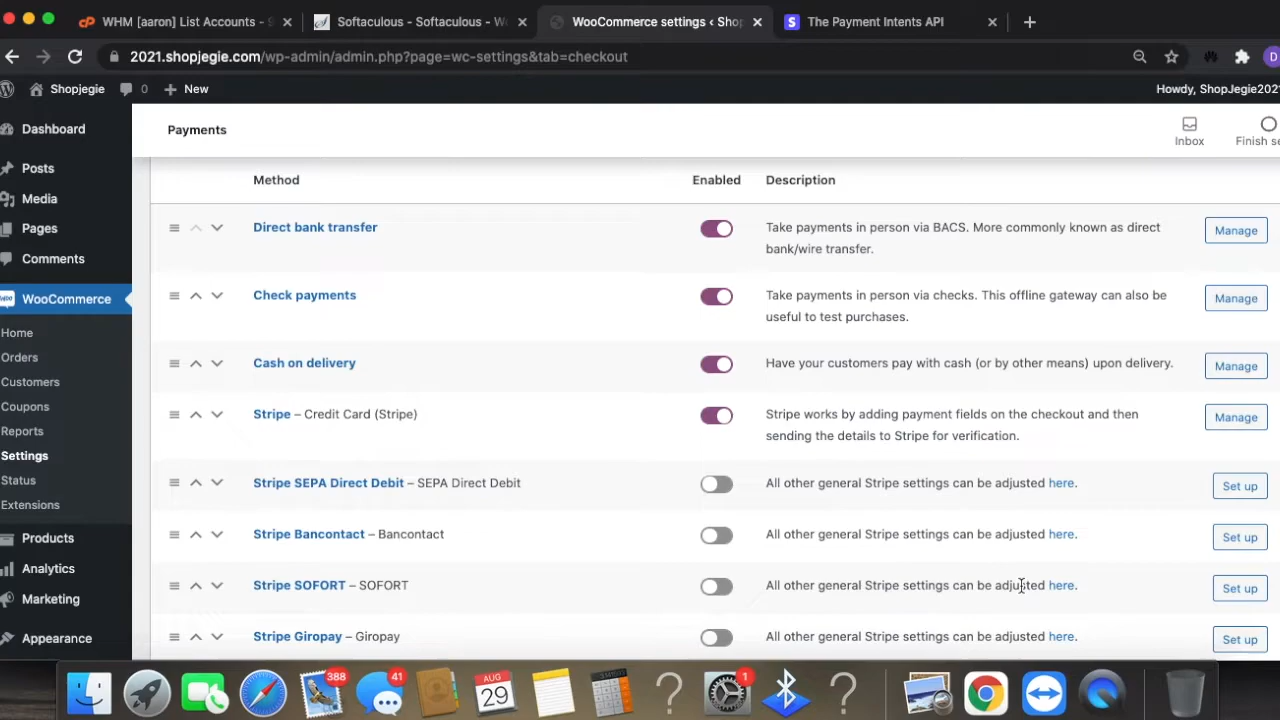 WHM [aaron] List Accounts -
Softaculous - Softaculous - W
WooCommerce settings ‹ Shop
The Payment Intents API
2021.shopjegie.com/wp-admin/admin.php?page=wc-settings&tab=checkout
D
Shopjegie
0
New
Howdy, ShopJegie2021
Dashboard
Posts
Media
Pages
Comments
WooCommerce
Home
Orders
Customers
Coupons
Reports
Settings
Status
Extensions
Products
Analytics
Marketing
Appearance
Payments
Inbox
Finish se
Method Enabled Description
Direct bank transfer
Take payments in person via BACS. More commonly known as direct
bank/wire transfer.
Manage
Check payments
Take payments in person via checks. This offline gateway can also be
useful to test purchases.
Manage
Cash on delivery
Have your customers pay with cash (or by other means) upon delivery.
Manage
Stripe – Credit Card (Stripe)
Stripe works by adding payment fields on the checkout and then
sending the details to Stripe for verification.
Manage
Stripe SEPA Direct Debit – SEPA Direct Debit
All other general Stripe settings can be adjusted here.
Set up
Stripe Bancontact – Bancontact
All other general Stripe settings can be adjusted here.
Set up
Stripe SOFORT – SOFORT
All other general Stripe settings can be adjusted here.
Set up
Stripe Giropay – Giropay
All other general Stripe settings can be adjusted here.
Set up
388
41
AUG
29
1